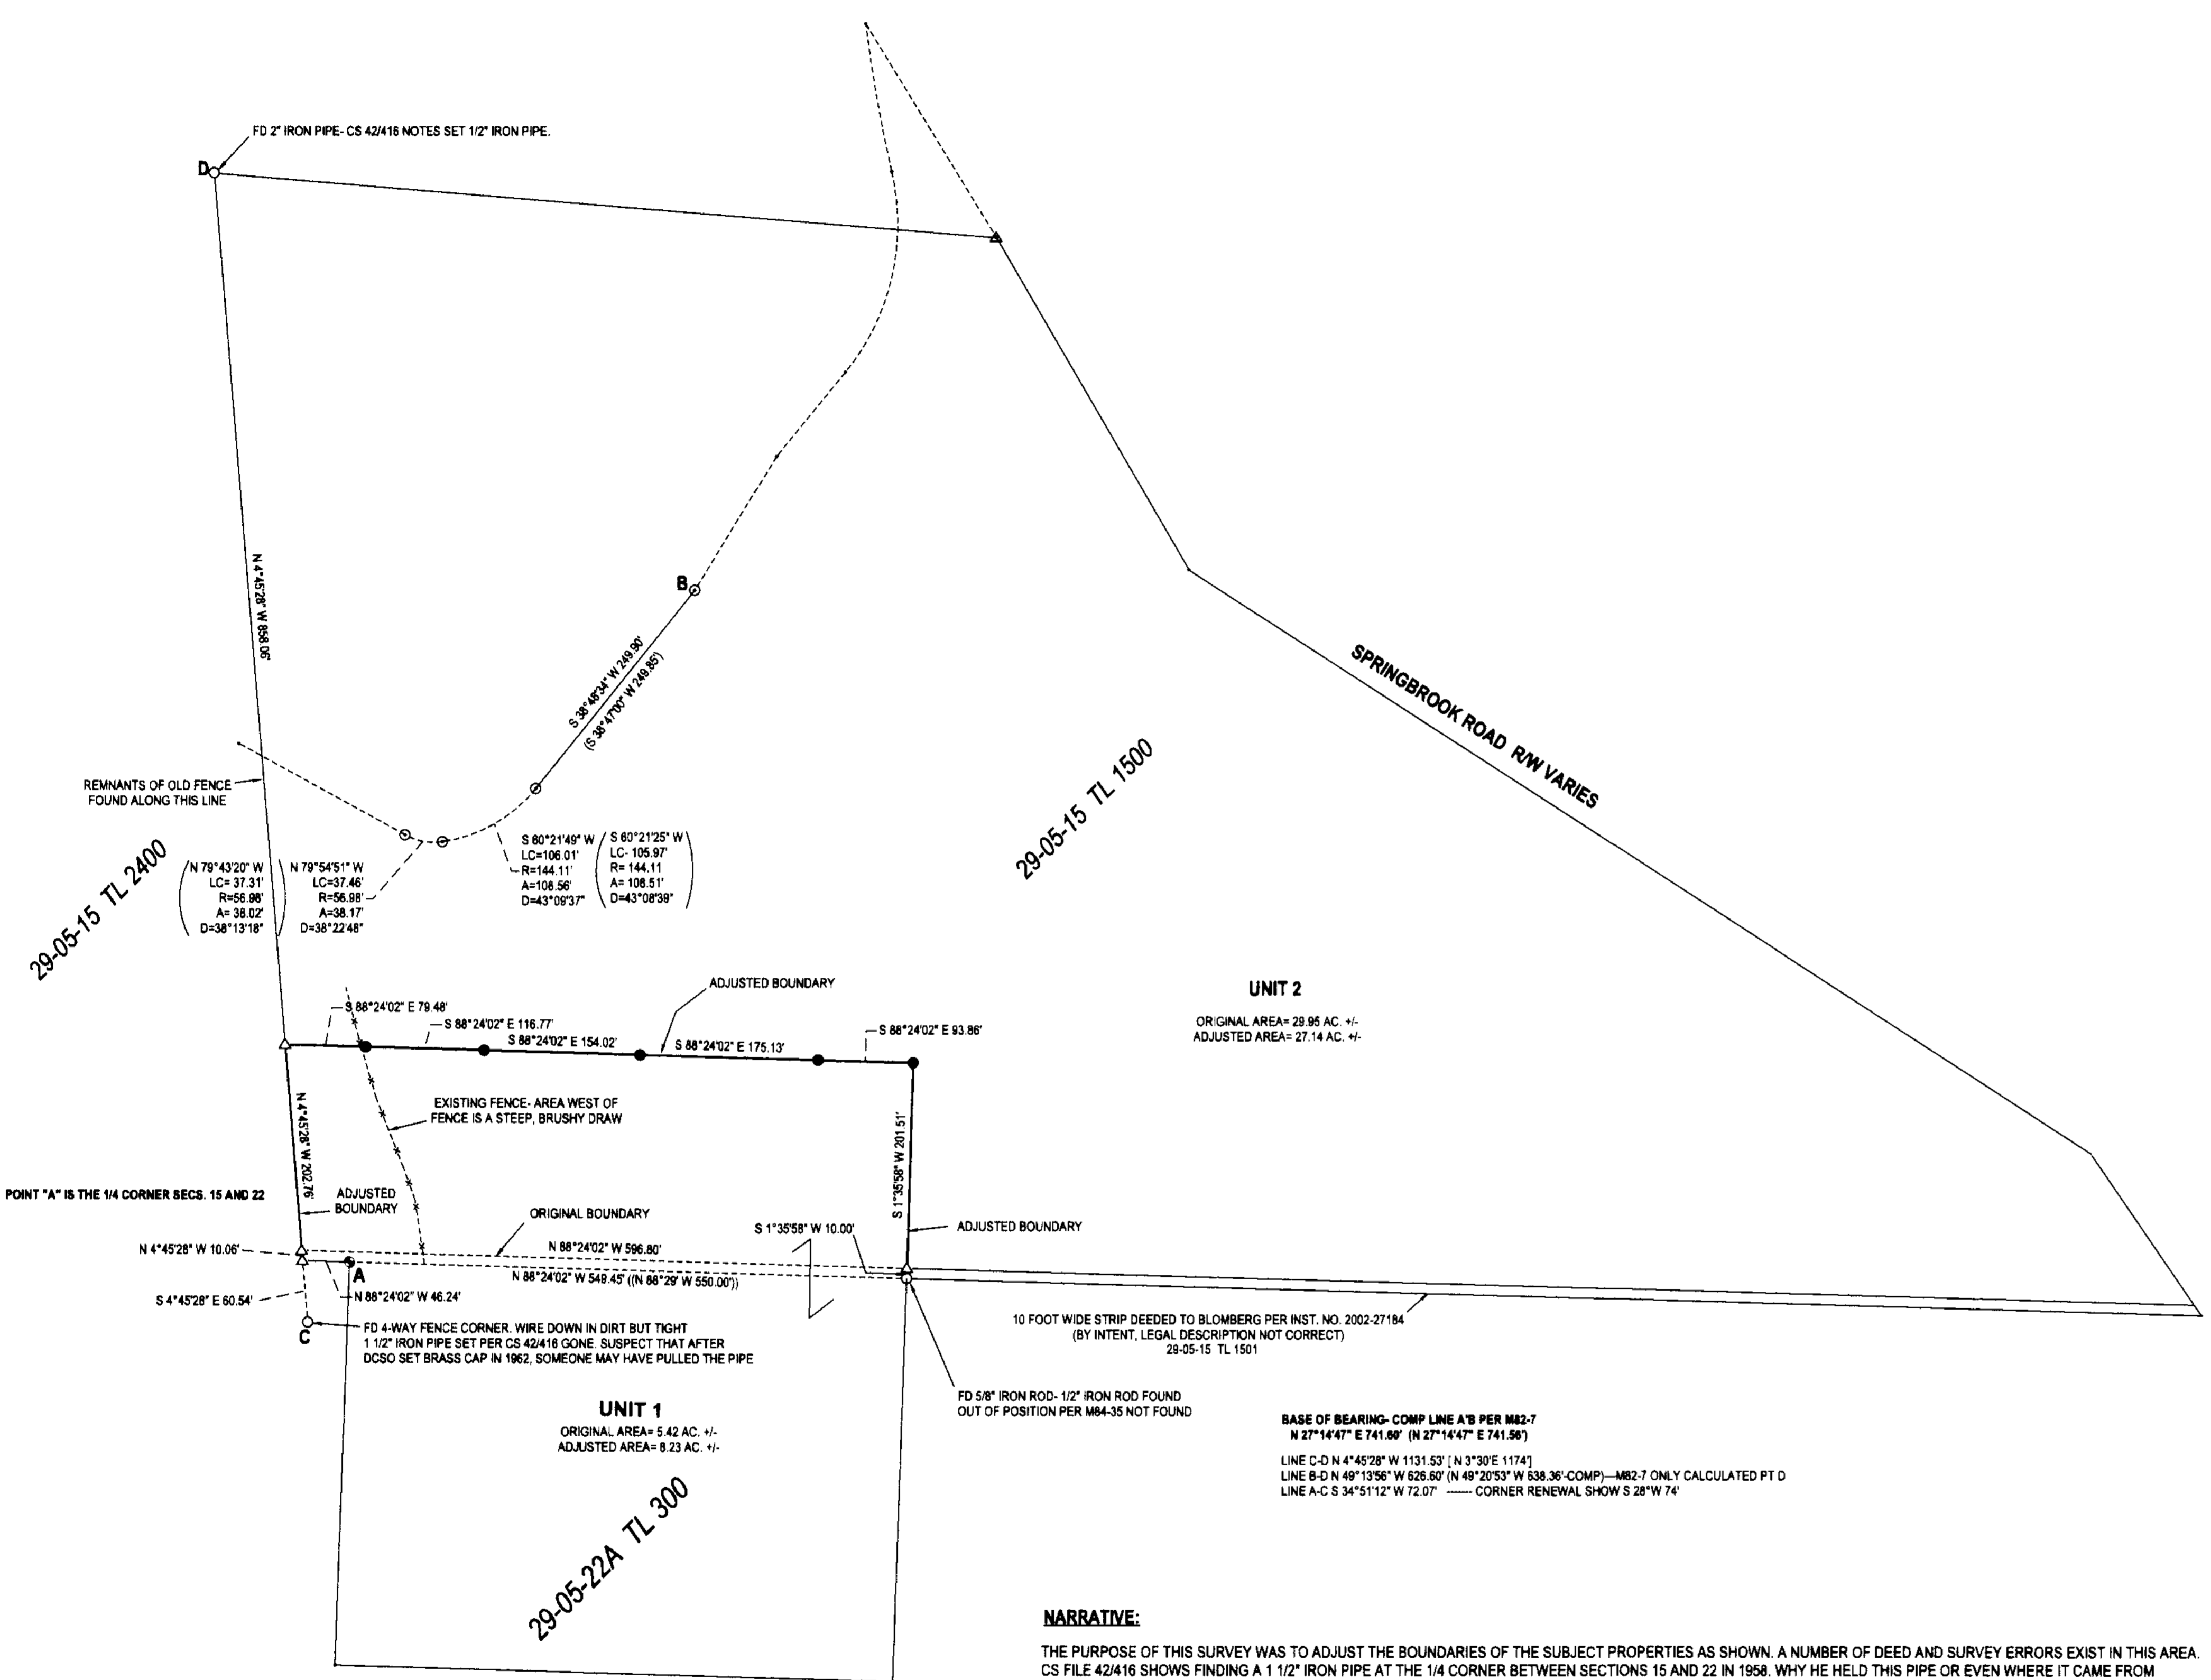 FD 2" IRON PIPE- CS 42/416 NOTES SET 1/2" IRON PIPE.
D
N 4°45'28" W 858.06'
B
S 38°48'34" W 249.90'
(S 38°47'00" W 249.85')
SPRINGBROOK ROAD R/W VARIES
29-05-15 TL 1500
REMNANTS OF OLD FENCE
FOUND ALONG THIS LINE
29-05-15 TL 2400
(N 79°43'20" W
LC= 37.31'
R=56.98'
A= 38.02'
D=38°13'18")
N 79°54'51" W
LC=37.46'
R=56.98'
A=38.17'
D=38°22'48"
S 60°21'49" W
LC=106.01'
R=144.11'
A=108.56'
D=43°09'37"
(S 60°21'25" W
LC- 105.97'
R= 144.11
A= 108.51'
D=43°08'39")
ADJUSTED BOUNDARY
S 88°24'02" E 79.48'
S 88°24'02" E 116.77'
S 88°24'02" E 154.02'
S 88°24'02" E 175.13'
S 88°24'02" E 93.86'
UNIT 2
ORIGINAL AREA= 29.95 AC. +/-
ADJUSTED AREA= 27.14 AC. +/-
EXISTING FENCE- AREA WEST OF
FENCE IS A STEEP, BRUSHY DRAW
N 4°45'28" W 202.76'
S 1°35'58" W 201.51'
POINT "A" IS THE 1/4 CORNER SECS. 15 AND 22
ADJUSTED
BOUNDARY
ORIGINAL BOUNDARY
S 1°35'58" W 10.00'
ADJUSTED BOUNDARY
N 4°45'28" W 10.06'
N 88°24'02" W 596.80'
A
N 88°24'02" W 549.45' ((N 88°29' W 550.00'))
S 4°45'28" E 60.54'
N 88°24'02" W 46.24'
C
FD 4-WAY FENCE CORNER. WIRE DOWN IN DIRT BUT TIGHT
1 1/2" IRON PIPE SET PER CS 42/416 GONE. SUSPECT THAT AFTER
DCSO SET BRASS CAP IN 1962, SOMEONE MAY HAVE PULLED THE PIPE
10 FOOT WIDE STRIP DEEDED TO BLOMBERG PER INST. NO. 2002-27184
(BY INTENT, LEGAL DESCRIPTION NOT CORRECT)
29-05-15 TL 1501
FD 5/8" IRON ROD- 1/2" IRON ROD FOUND
OUT OF POSITION PER M84-35 NOT FOUND
UNIT 1
ORIGINAL AREA= 5.42 AC. +/-
ADJUSTED AREA= 8.23 AC. +/-
BASE OF BEARING- COMP LINE A'B PER M82-7
N 27°14'47" E 741.60' (N 27°14'47" E 741.56')
LINE C-D N 4°45'28" W 1131.53' [ N 3°30'E 1174']
LINE B-D N 49°13'56" W 626.60' (N 49°20'53" W 638.36'-COMP)—M82-7 ONLY CALCULATED PT D
LINE A-C S 34°51'12" W 72.07' ------ CORNER RENEWAL SHOW S 28°W 74'
29-05-22A TL 300
NARRATIVE:
THE PURPOSE OF THIS SURVEY WAS TO ADJUST THE BOUNDARIES OF THE SUBJECT PROPERTIES AS SHOWN. A NUMBER OF DEED AND SURVEY ERRORS EXIST IN THIS AREA.
CS FILE 42/416 SHOWS FINDING A 1 1/2" IRON PIPE AT THE 1/4 CORNER BETWEEN SECTIONS 15 AND 22 IN 1958. WHY HE HELD THIS PIPE OR EVEN WHERE IT CAME FROM